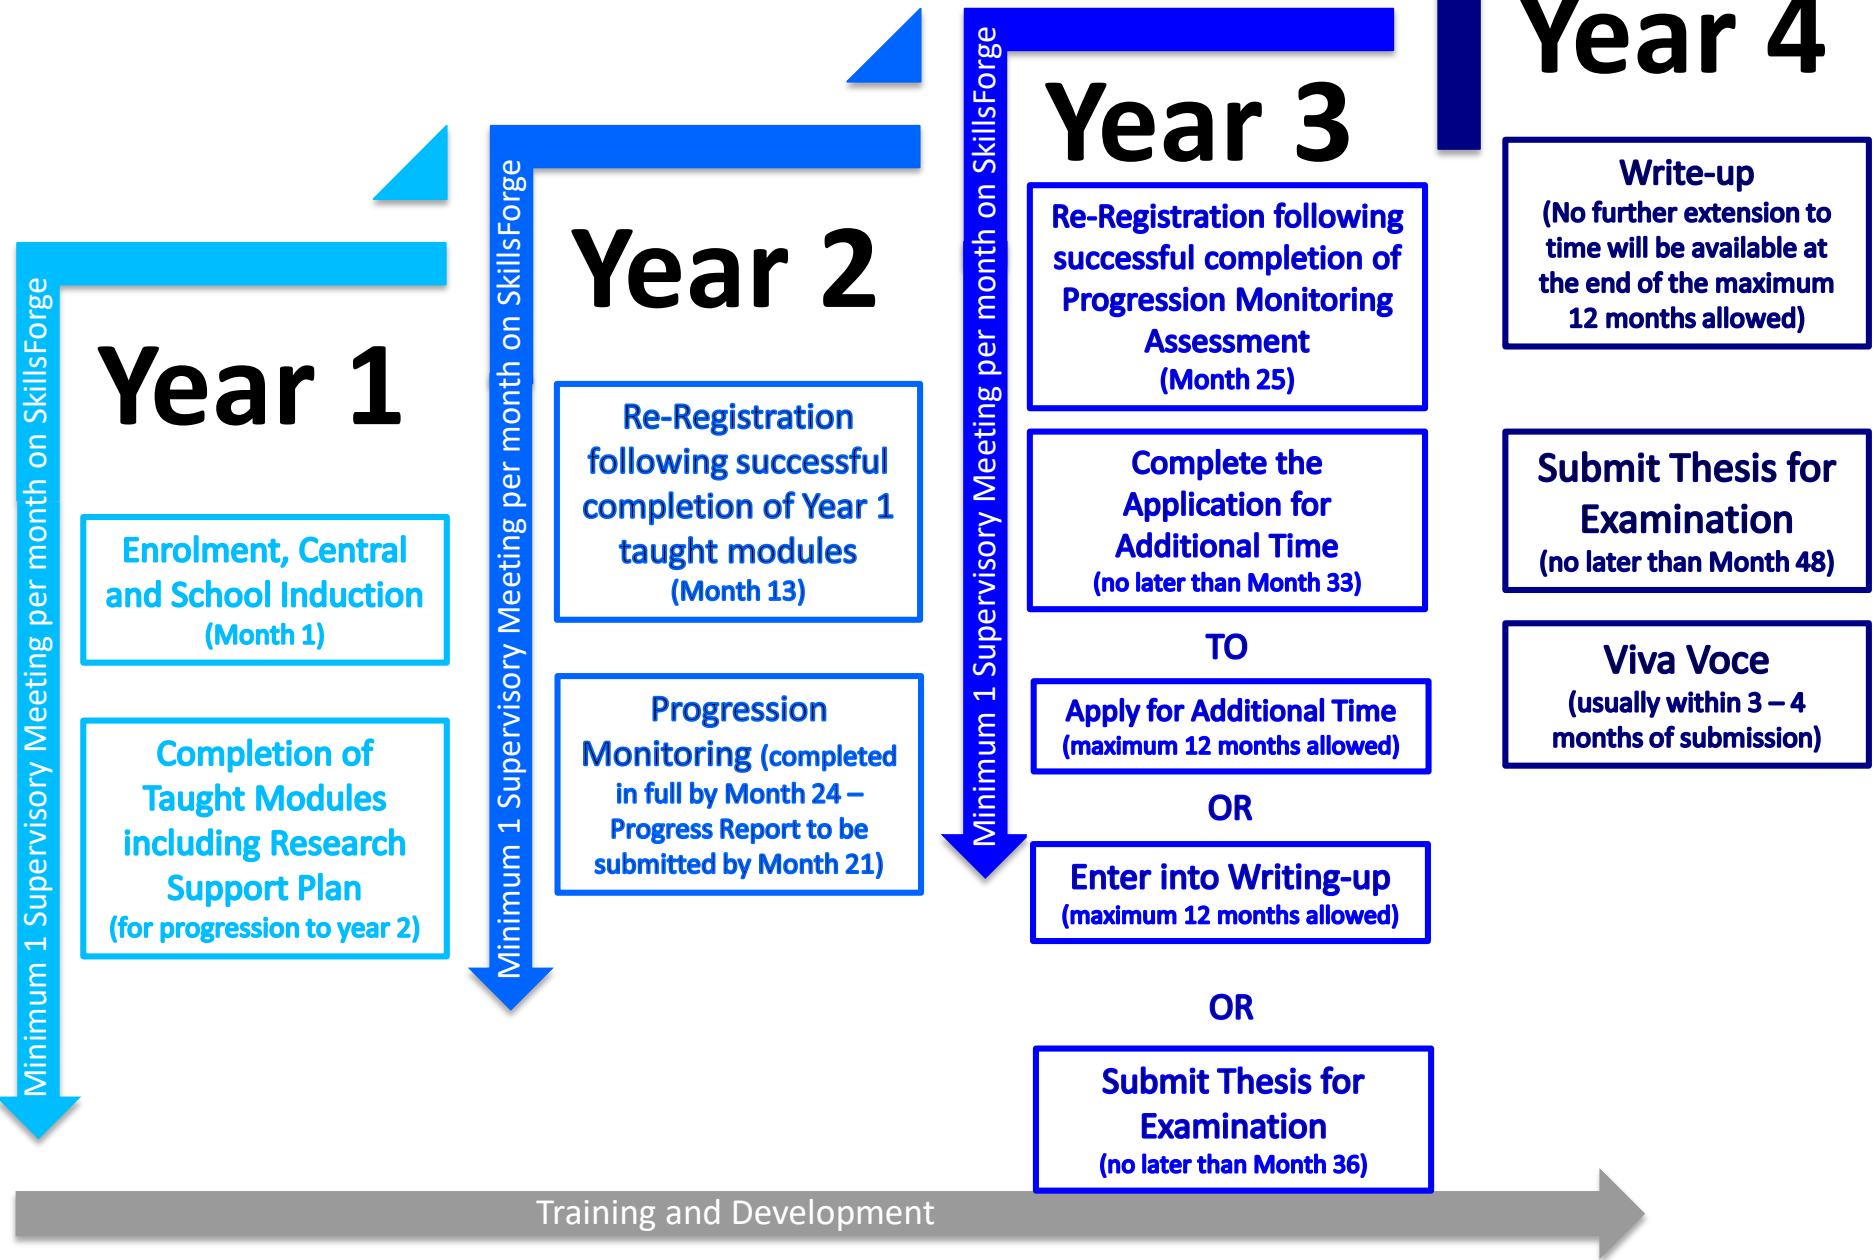 Year 1
Minimum 1 Supervisory Meeting per month on SkillsForge
Enrolment, Central
and School Induction
(Month 1)
Completion of
Taught Modules
including Research
Support Plan
(for progression to year 2)
Year 2
Minimum 1 Supervisory Meeting per month on SkillsForge
Re-Registration
following successful
completion of Year 1
taught modules
(Month 13)
Progression
Monitoring (completed
in full by Month 24 –
Progress Report to be
submitted by Month 21)
Year 3
Minimum 1 Supervisory Meeting per month on SkillsForge
Re-Registration following
successful completion of
Progression Monitoring
Assessment
(Month 25)
Complete the
Application for
Additional Time
(no later than Month 33)
TO
Apply for Additional Time
(maximum 12 months allowed)
OR
Enter into Writing-up
(maximum 12 months allowed)
OR
Submit Thesis for
Examination
(no later than Month 36)
Year 4
Write-up
(No further extension to
time will be available at
the end of the maximum
12 months allowed)
Submit Thesis for
Examination
(no later than Month 48)
Viva Voce
(usually within 3 – 4
months of submission)
Training and Development